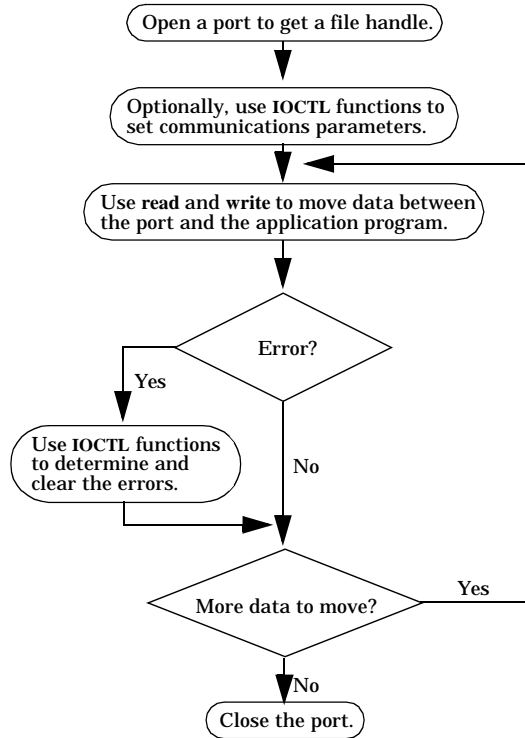 Open a port to get a file handle.
Optionally, use IOCTL functions to
set communications parameters.
Use read and write to move data between
the port and the application program.
Error?
Yes
Use IOCTL functions
to determine and
clear the errors.
No
More data to move?
Yes
No
Close the port.